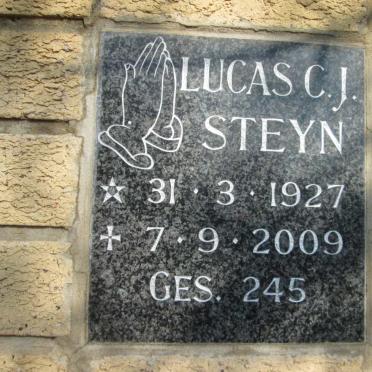 LUCAS C.J.
STEYN
☆ 31 · 3 · 1927
✝ 7 · 9 · 2009
GES. 245